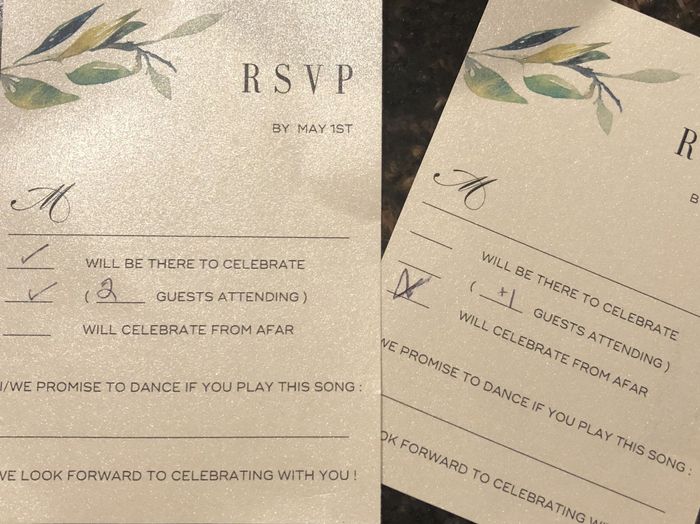 RSVP
BY MAY 1ST
M
✓ WILL BE THERE TO CELEBRATE
✓ ( 2 GUESTS ATTENDING )
WILL CELEBRATE FROM AFAR
I/WE PROMISE TO DANCE IF YOU PLAY THIS SONG :
WE LOOK FORWARD TO CELEBRATING WITH YOU !
R
B
M
WILL BE THERE TO CELEBRATE
( +1 GUESTS ATTENDING )
WILL CELEBRATE FROM AFAR
WE PROMISE TO DANCE IF YOU PLAY THIS SONG :
OK FORWARD TO CELEBRATING WI